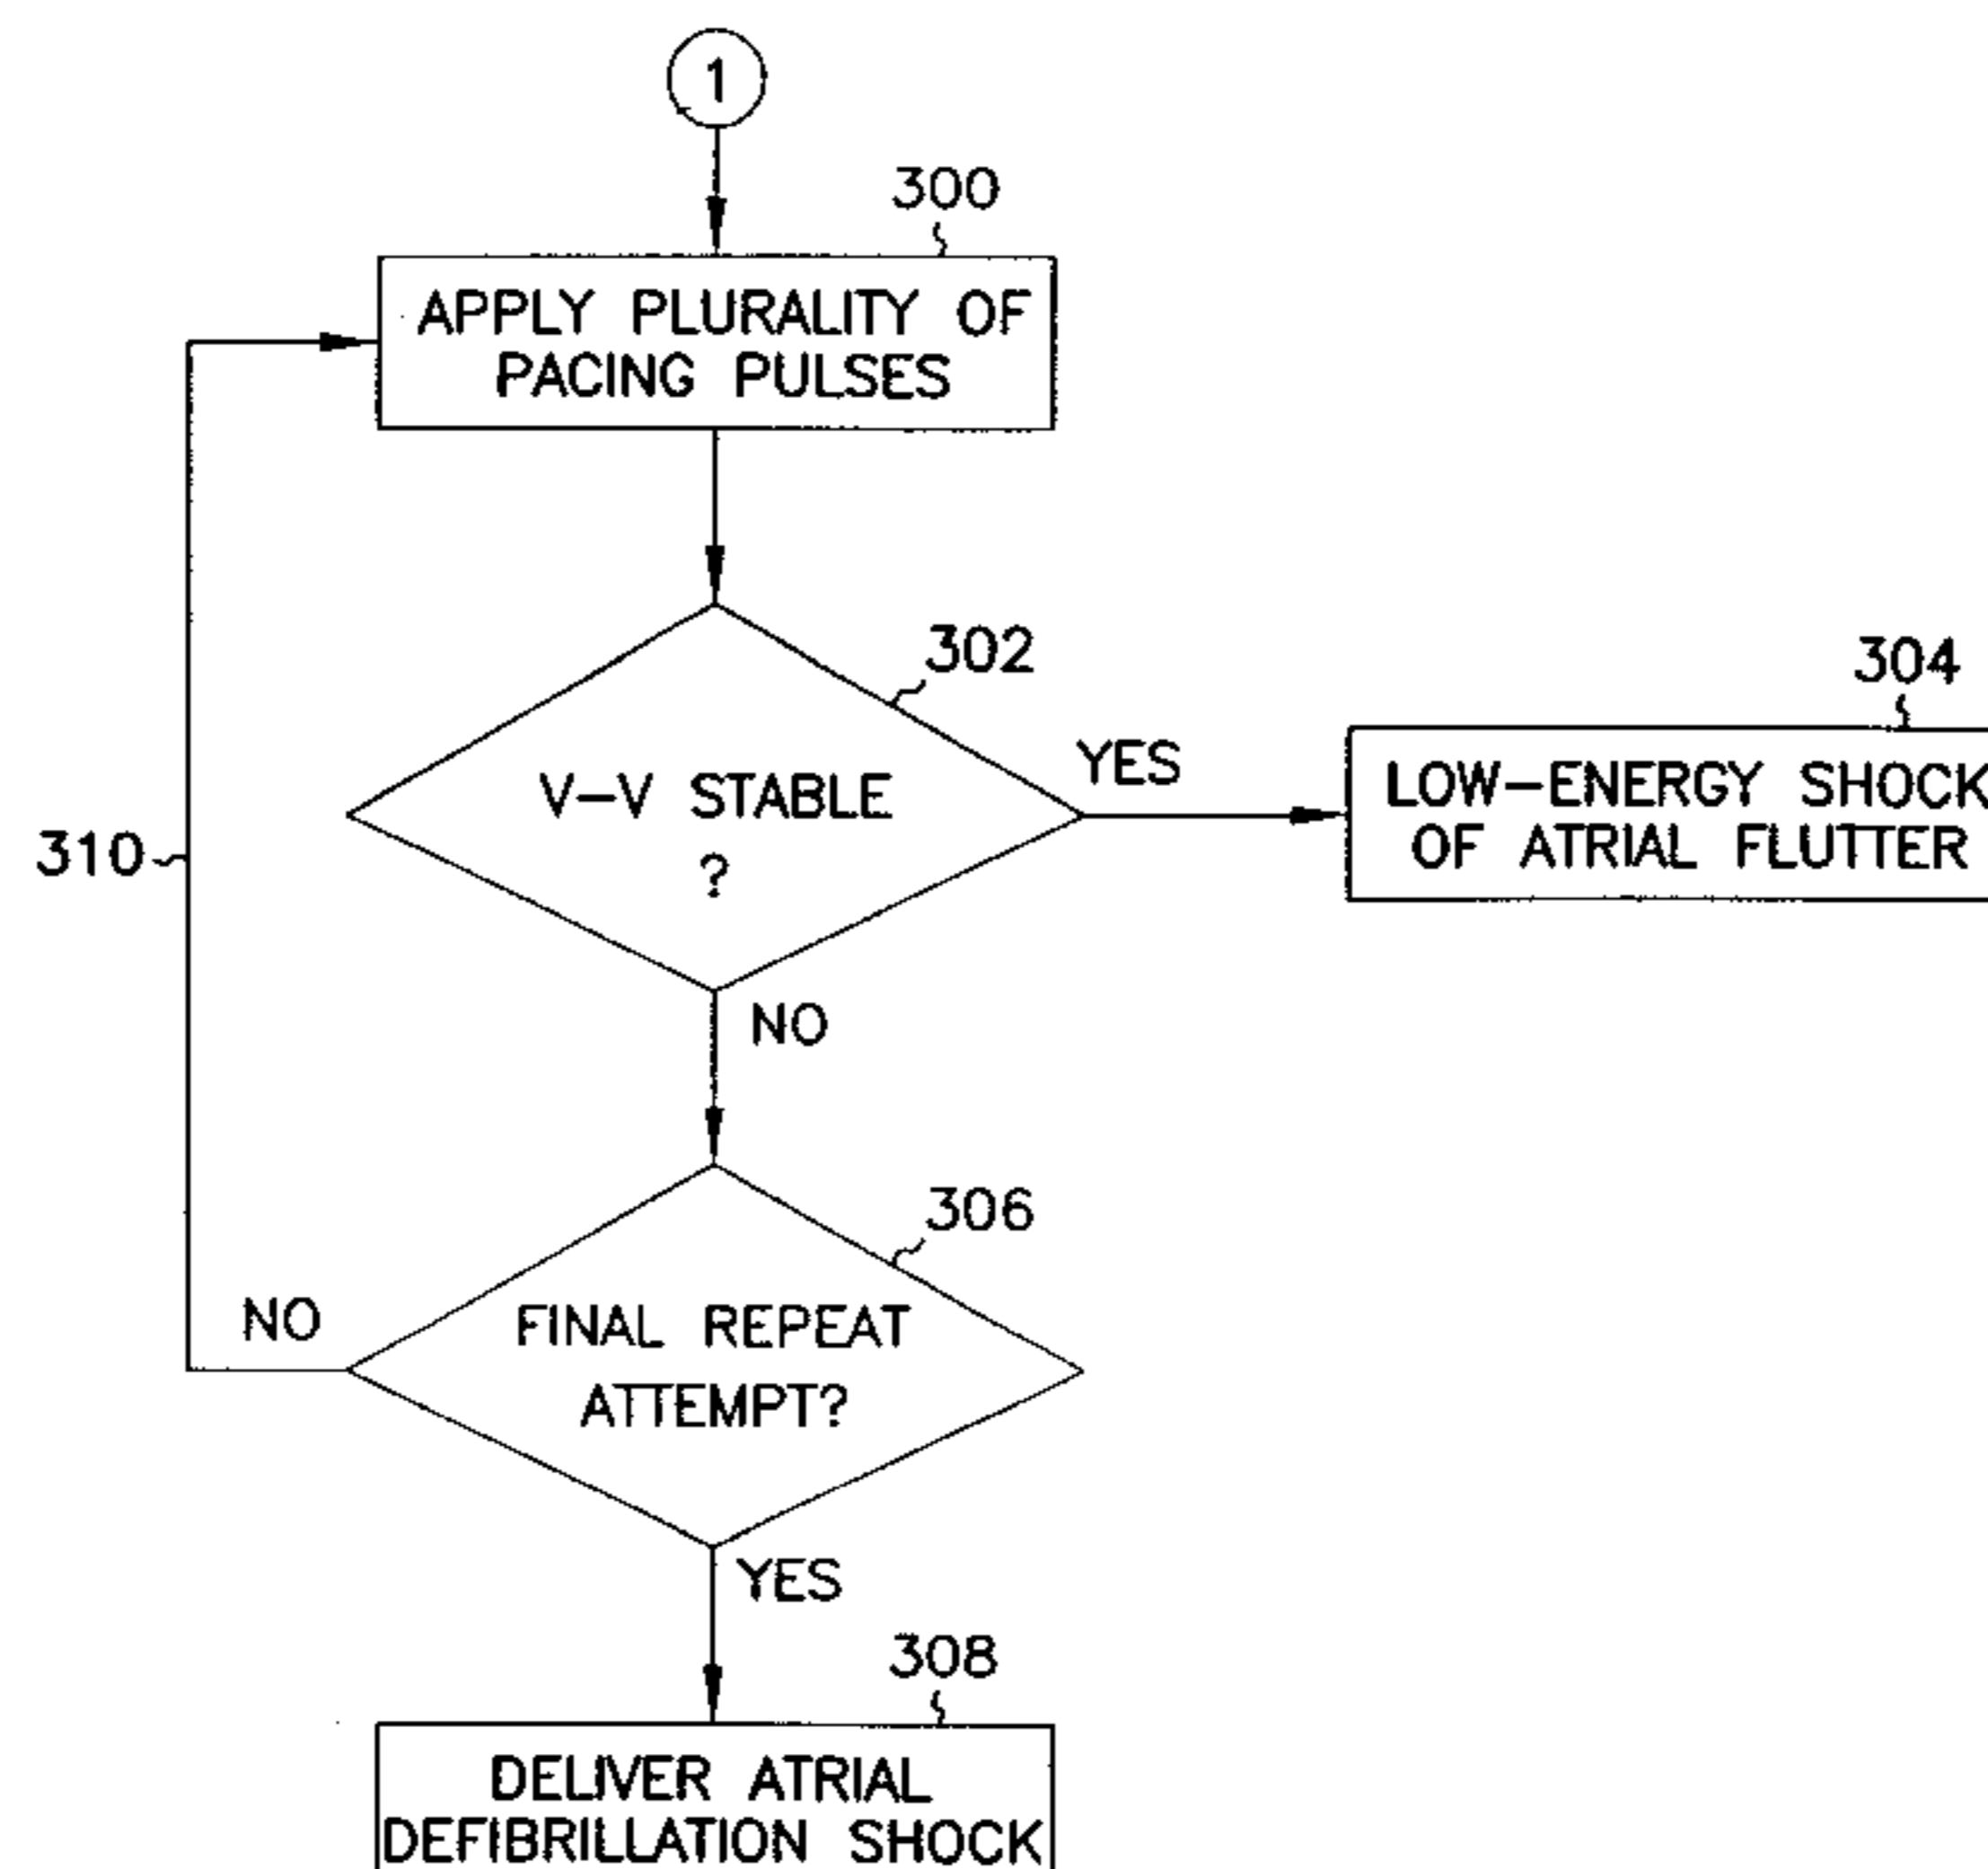 1
300
APPLY PLURALITY OF
PACING PULSES
302
V-V STABLE
?
YES
304
LOW-ENERGY SHOCK
OF ATRIAL FLUTTER
310
NO
306
FINAL REPEAT
ATTEMPT?
NO
YES
308
DELIVER ATRIAL
DEFIBRILLATION SHOCK